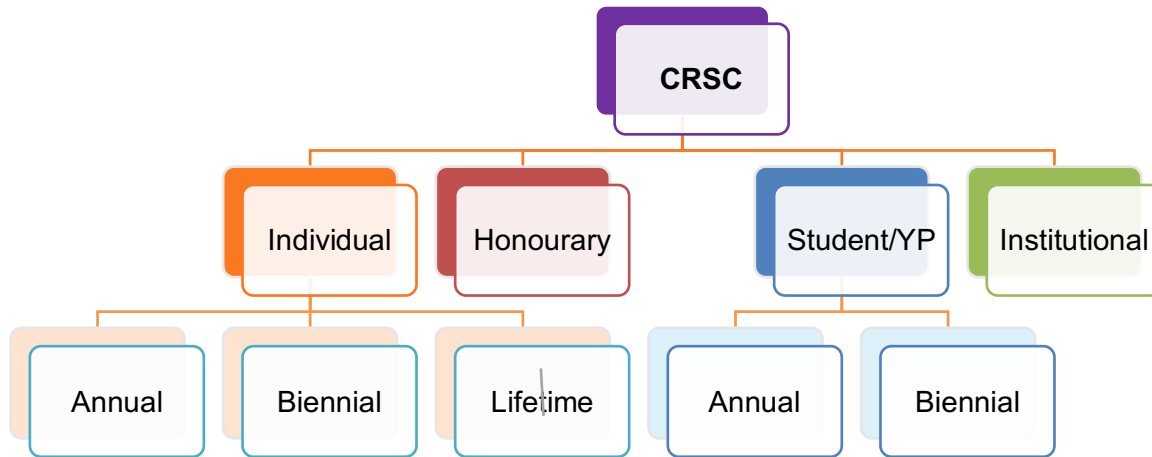 CRSC
Individual
Honourary
Student/YP
Institutional
Annual
Biennial
Lifetime
Annual
Biennial